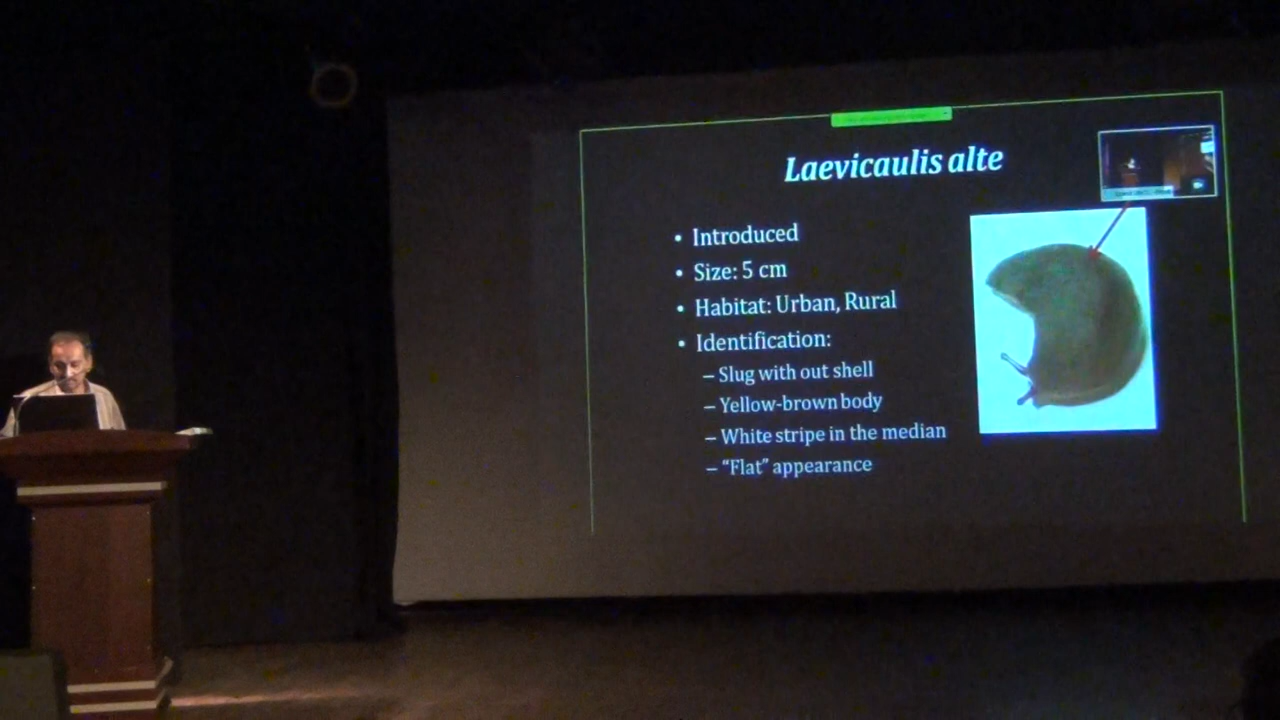 Laevicaulis alte
• Introduced
• Size: 5 cm
• Habitat: Urban, Rural
• Identification:
– Slug with out shell
– Yellow-brown body
– White stripe in the median
– “Flat” appearance